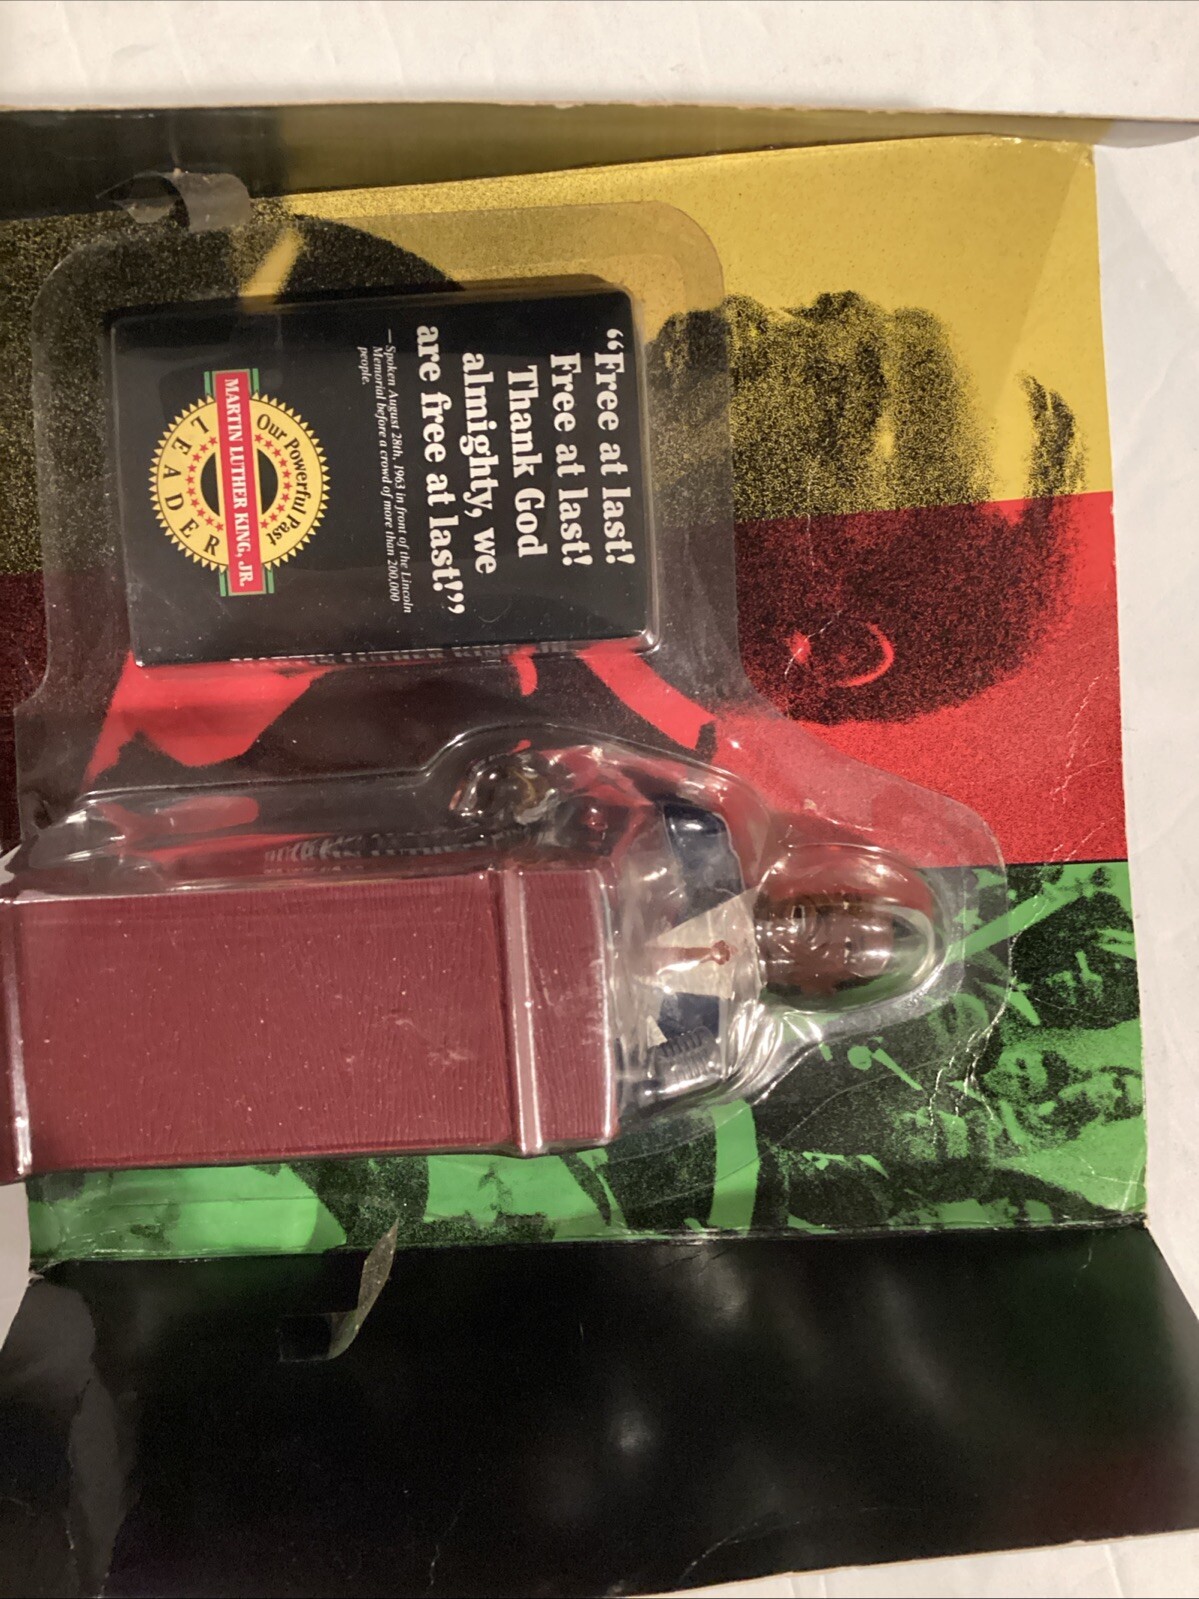 “Free at last!
Free at last!
Thank God
almighty, we
are free at last!”
—Spoken August 28th, 1963 in front of the Lincoln
Memorial before a crowd of more than 200,000
people.
Our Powerful Past
MARTIN LUTHER KING, JR.
LEADER